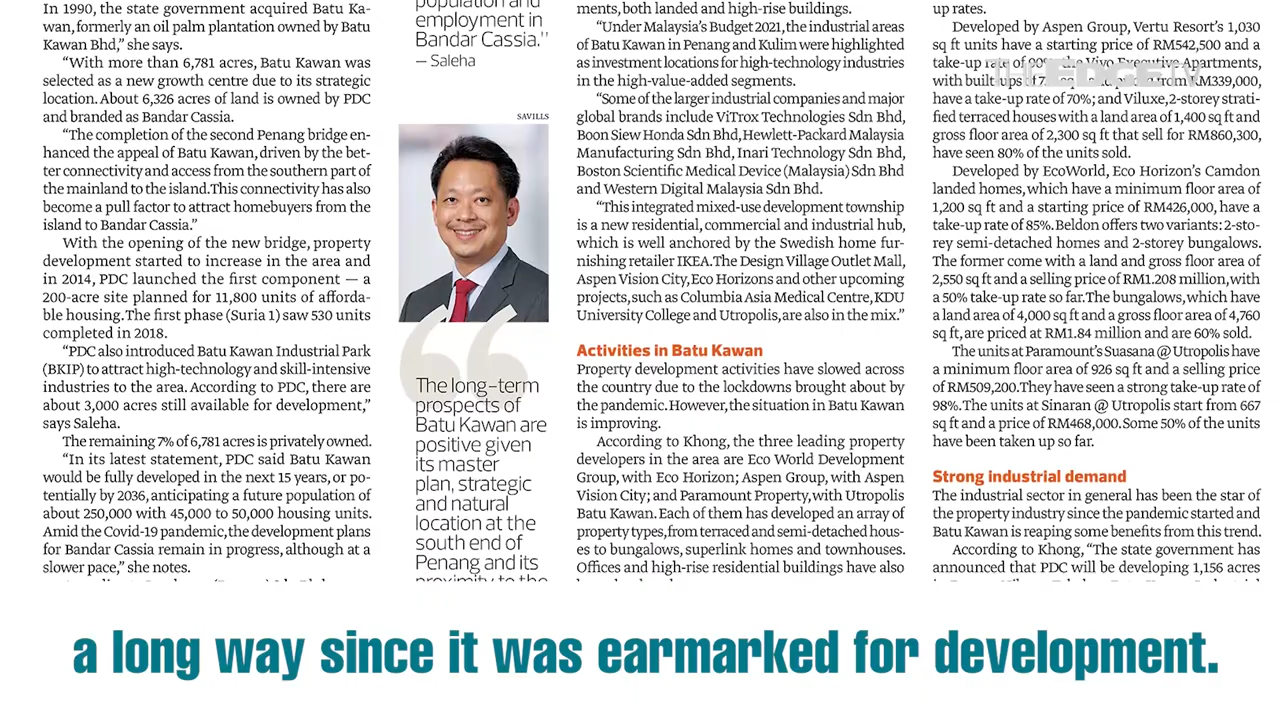 In 1990, the state government acquired Batu Ka-
wan, formerly an oil palm plantation owned by Batu
Kawan Bhd,” she says.
“With more than 6,781 acres, Batu Kawan was
selected as a new growth centre due to its strategic
location. About 6,326 acres of land is owned by PDC
and branded as Bandar Cassia.
“The completion of the second Penang bridge en-
hanced the appeal of Batu Kawan, driven by the bet-
ter connectivity and access from the southern part of
the mainland to the island. This connectivity has also
become a pull factor to attract homebuyers from the
island to Bandar Cassia.”
With the opening of the new bridge, property
development started to increase in the area and
in 2014, PDC launched the first component — a
200-acre site planned for 11,800 units of afforda-
ble housing. The first phase (Suria 1) saw 530 units
completed in 2018.
“PDC also introduced Batu Kawan Industrial Park
(BKIP) to attract high-technology and skill-intensive
industries to the area. According to PDC, there are
about 3,000 acres still available for development,”
says Saleha.
The remaining 7% of 6,781 acres is privately owned.
“In its latest statement, PDC said Batu Kawan
would be fully developed in the next 15 years, or po-
tentially by 2036, anticipating a future population of
about 250,000 with 45,000 to 50,000 housing units.
Amid the Covid-19 pandemic, the development plans
for Bandar Cassia remain in progress, although at a
slower pace,” she notes.
population and
employment in
Bandar Cassia.”
— Saleha
SAVILLS
“
The long-term
prospects of
Batu Kawan are
positive given
its master
plan, strategic
and natural
location at the
south end of
Penang and its
proximity to the
ments, both landed and high-rise buildings.
“Under Malaysia’s Budget 2021, the industrial areas
of Batu Kawan in Penang and Kulim were highlighted
as investment locations for high-technology industries
in the high-value-added segments.
“Some of the larger industrial companies and major
global brands include ViTrox Technologies Sdn Bhd,
Boon Siew Honda Sdn Bhd, Hewlett-Packard Malaysia
Manufacturing Sdn Bhd, Inari Technology Sdn Bhd,
Boston Scientific Medical Device (Malaysia) Sdn Bhd
and Western Digital Malaysia Sdn Bhd.
“This integrated mixed-use development township
is a new residential, commercial and industrial hub,
which is well anchored by the Swedish home fur-
nishing retailer IKEA. The Design Village Outlet Mall,
Aspen Vision City, Eco Horizons and other upcoming
projects, such as Columbia Asia Medical Centre, KDU
University College and Utropolis, are also in the mix.”
Activities in Batu Kawan
Property development activities have slowed across
the country due to the lockdowns brought about by
the pandemic. However, the situation in Batu Kawan
is improving.
According to Khong, the three leading property
developers in the area are Eco World Development
Group, with Eco Horizon; Aspen Group, with Aspen
Vision City; and Paramount Property, with Utropolis
Batu Kawan. Each of them has developed an array of
property types, from terraced and semi-detached hous-
es to bungalows, superlink homes and townhouses.
Offices and high-rise residential buildings have also
up rates.
Developed by Aspen Group, Vertu Resort’s 1,030
sq ft units have a starting price of RM542,500 and a
take-up rate of 90%, the Vivo Executive Apartments,
with built-ups from RM339,000,
have a take-up rate of 70%; and Viluxe, 2-storey strati-
fied terraced houses with a land area of 1,400 sq ft and
gross floor area of 2,300 sq ft that sell for RM860,300,
have seen 80% of the units sold.
Developed by EcoWorld, Eco Horizon’s Camdon
landed homes, which have a minimum floor area of
1,200 sq ft and a starting price of RM426,000, have a
take-up rate of 85%. Beldon offers two variants: 2-sto-
rey semi-detached homes and 2-storey bungalows.
The former come with a land and gross floor area of
2,550 sq ft and a selling price of RM1.208 million, with
a 50% take-up rate so far. The bungalows, which have
a land area of 4,000 sq ft and a gross floor area of 4,760
sq ft, are priced at RM1.84 million and are 60% sold.
The units at Paramount’s Suasana @ Utropolis have
a minimum floor area of 926 sq ft and a selling price
of RM509,200. They have seen a strong take-up rate of
98%. The units at Sinaran @ Utropolis start from 667
sq ft and a price of RM468,000. Some 50% of the units
have been taken up so far.
Strong industrial demand
The industrial sector in general has been the star of
the property industry since the pandemic started and
Batu Kawan is reaping some benefits from this trend.
According to Khong, “The state government has
announced that PDC will be developing 1,156 acres
THE EDGE TV
a long way since it was earmarked for development.